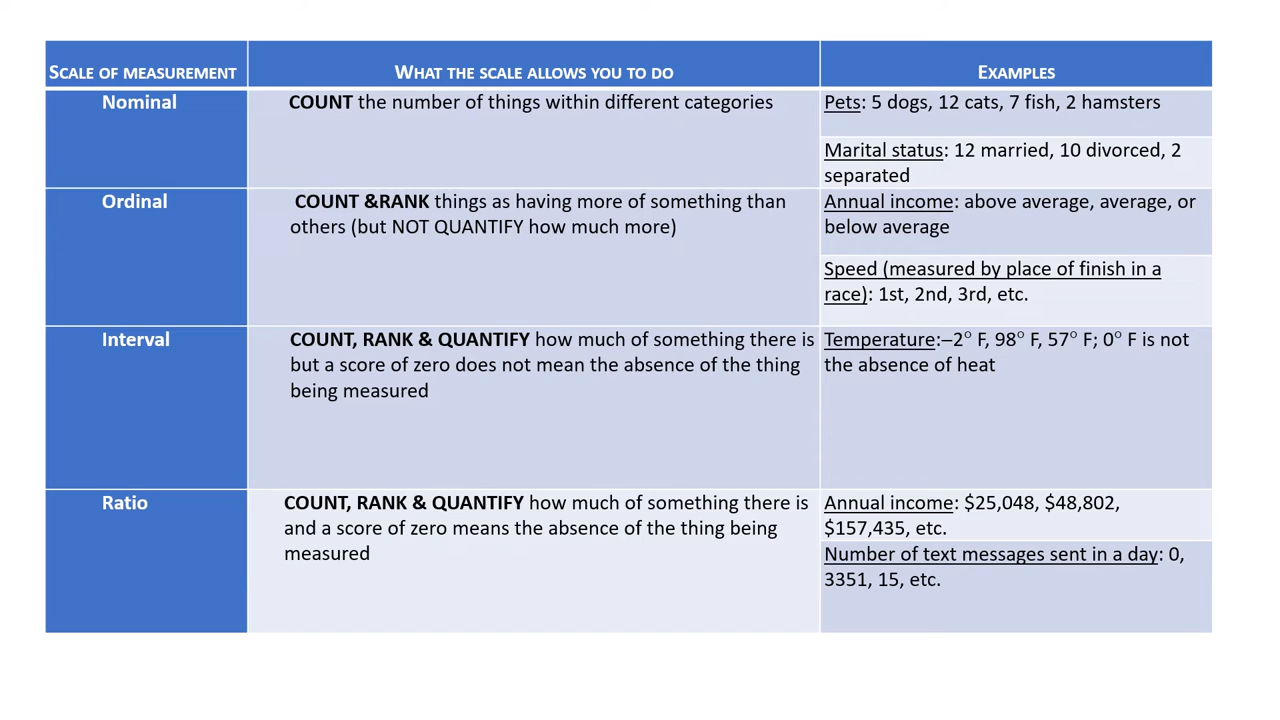 SCALE OF MEASUREMENT
WHAT THE SCALE ALLOWS YOU TO DO
EXAMPLES
Nominal
COUNT the number of things within different categories
Pets: 5 dogs, 12 cats, 7 fish, 2 hamsters
Marital status: 12 married, 10 divorced, 2
separated
Ordinal
COUNT &RANK things as having more of something than
others (but NOT QUANTIFY how much more)
Annual income: above average, average, or
below average
Speed (measured by place of finish in a
race): 1st, 2nd, 3rd, etc.
Interval
COUNT, RANK & QUANTIFY how much of something there is
but a score of zero does not mean the absence of the thing
being measured
Temperature:–2° F, 98° F, 57° F; 0° F is not
the absence of heat
Ratio
COUNT, RANK & QUANTIFY how much of something there is
and a score of zero means the absence of the thing being
measured
Annual income: $25,048, $48,802,
$157,435, etc.
Number of text messages sent in a day: 0,
3351, 15, etc.